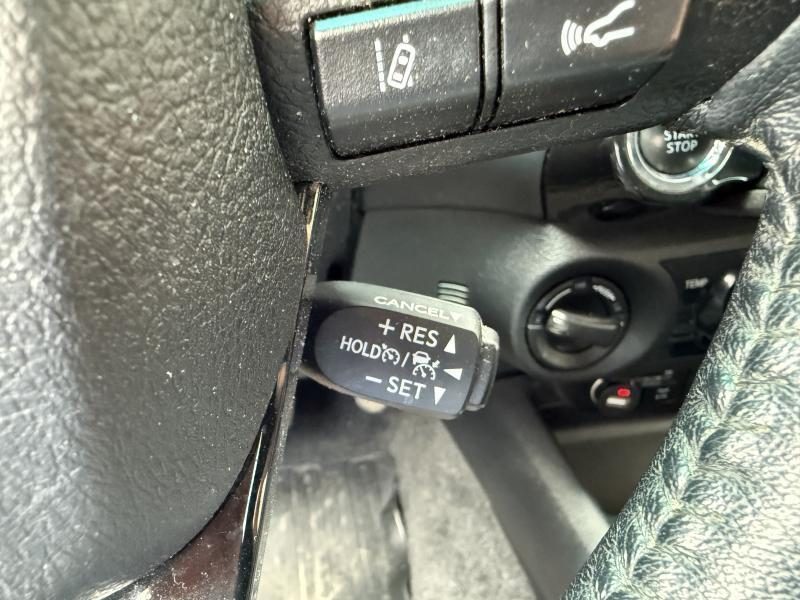 START
STOP
TEMP
CANCEL▼
+ RES ▲
HOLD / ◄
− SET ▼